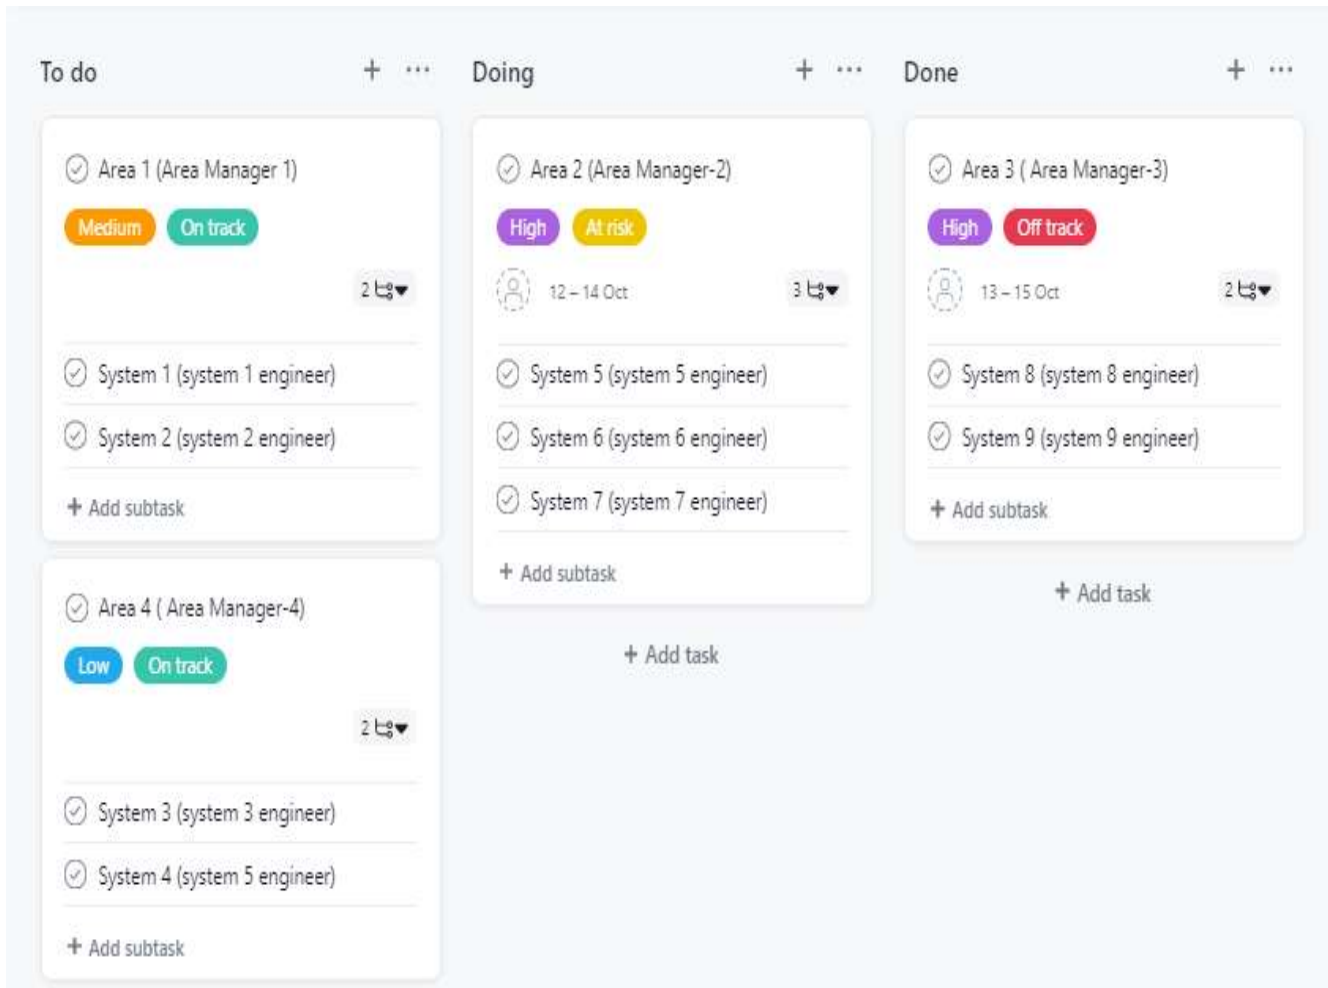 To do + ...
Area 1 (Area Manager 1)
Medium On track
2
System 1 (system 1 engineer)
System 2 (system 2 engineer)
+ Add subtask
Area 4 ( Area Manager-4)
Low On track
2
System 3 (system 3 engineer)
System 4 (system 5 engineer)
+ Add subtask
Doing + ...
Area 2 (Area Manager-2)
High At risk
12 – 14 Oct 3
System 5 (system 5 engineer)
System 6 (system 6 engineer)
System 7 (system 7 engineer)
+ Add subtask
+ Add task
Done + ...
Area 3 ( Area Manager-3)
High Off track
13 – 15 Oct 2
System 8 (system 8 engineer)
System 9 (system 9 engineer)
+ Add subtask
+ Add task